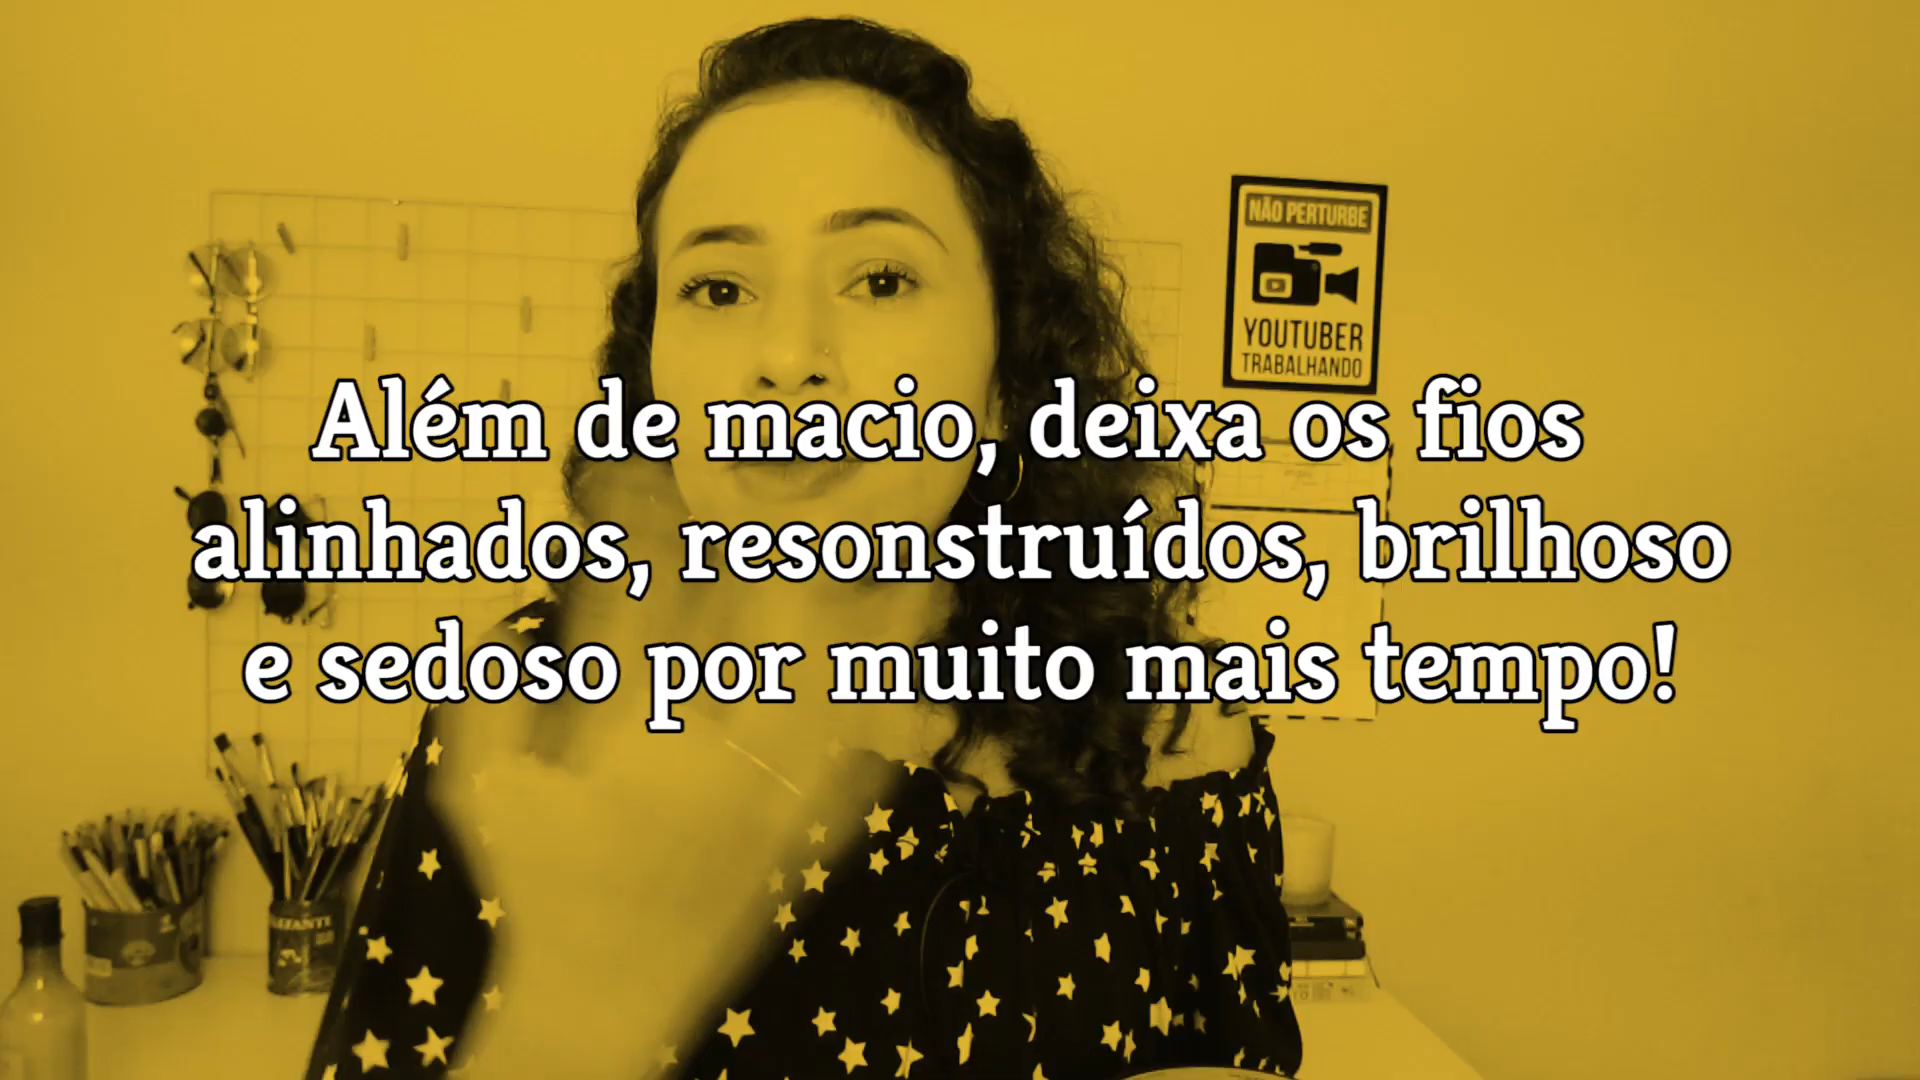 NÃO PERTURBE
YOUTUBER
TRABALHANDO
Além de macio, deixa os fios
alinhados, resonstruídos, brilhoso
e sedoso por muito mais tempo!